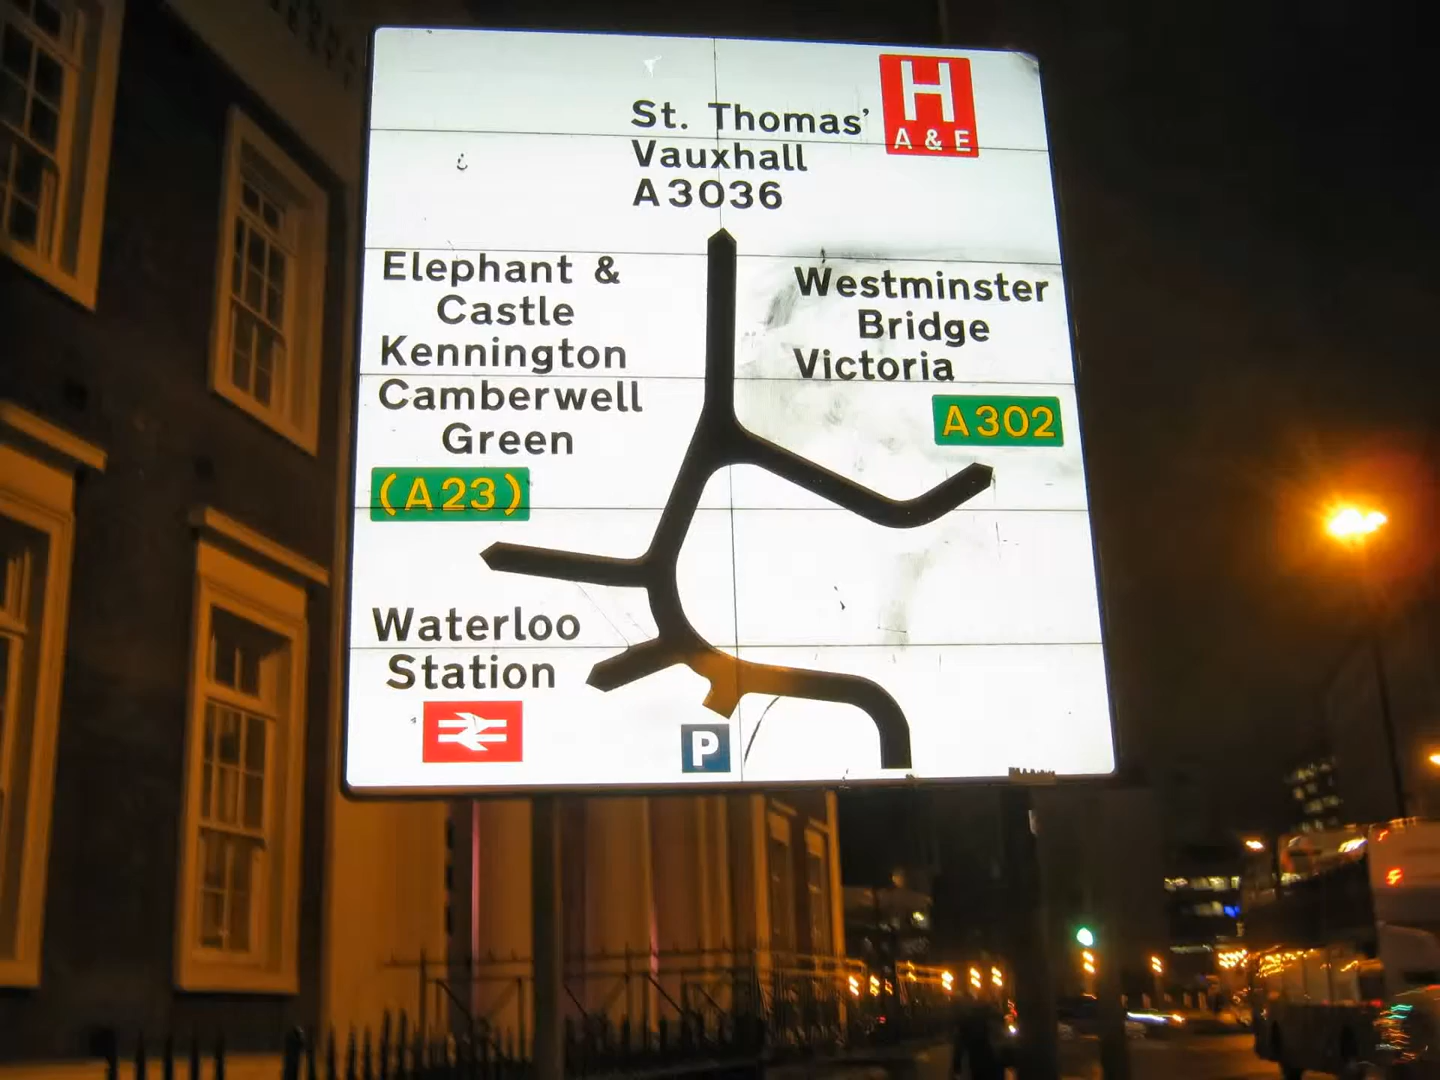 St. Thomas'
Vauxhall
A3036
H
A & E
Elephant &
Castle
Kennington
Camberwell
Green
(A23)
Westminster
Bridge
Victoria
A302
Waterloo
Station
P